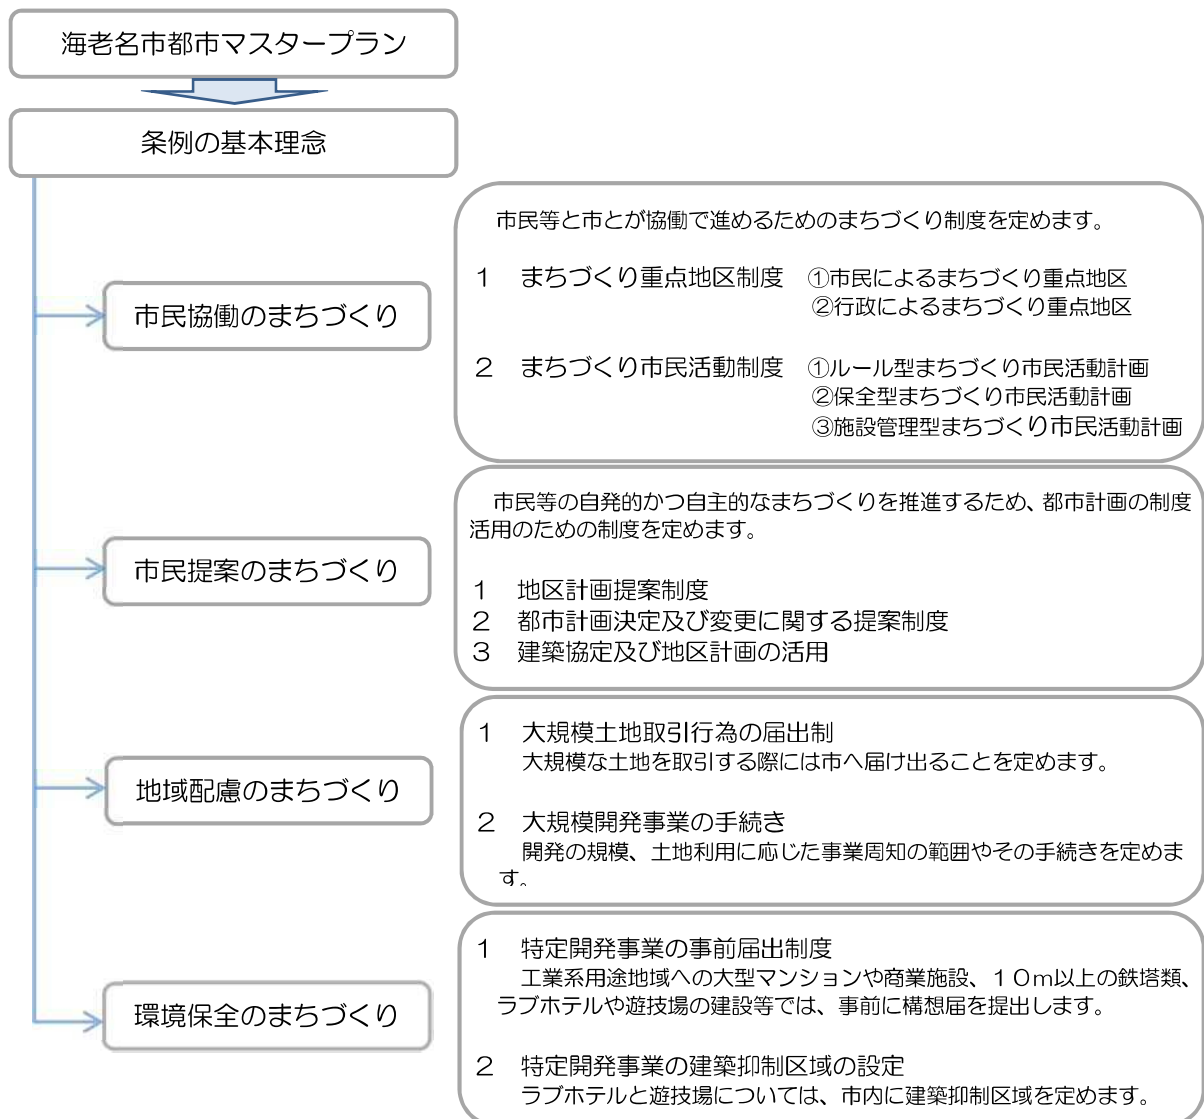 海老名市都市マスタープラン
条例の基本理念
市民協働のまちづくり
市民等と市とが協働で進めるためのまちづくり制度を定めます。
1 まちづくり重点地区制度 ①市民によるまちづくり重点地区
②行政によるまちづくり重点地区
2 まちづくり市民活動制度 ①ルール型まちづくり市民活動計画
②保全型まちづくり市民活動計画
③施設管理型まちづくり市民活動計画
市民提案のまちづくり
市民等の自発的かつ自主的なまちづくりを推進するため、都市計画の制度
活用のための制度を定めます。
1 地区計画提案制度
2 都市計画決定及び変更に関する提案制度
3 建築協定及び地区計画の活用
地域配慮のまちづくり
1 大規模土地取引行為の届出制
大規模な土地を取引する際には市へ届け出ることを定めます。
2 大規模開発事業の手続き
開発の規模、土地利用に応じた事業周知の範囲やその手続きを定めま
す。
環境保全のまちづくり
1 特定開発事業の事前届出制度
工業系用途地域への大型マンションや商業施設、10m以上の鉄塔類、
ラブホテルや遊技場の建設等では、事前に構想届を提出します。
2 特定開発事業の建築抑制区域の設定
ラブホテルと遊技場については、市内に建築抑制区域を定めます。